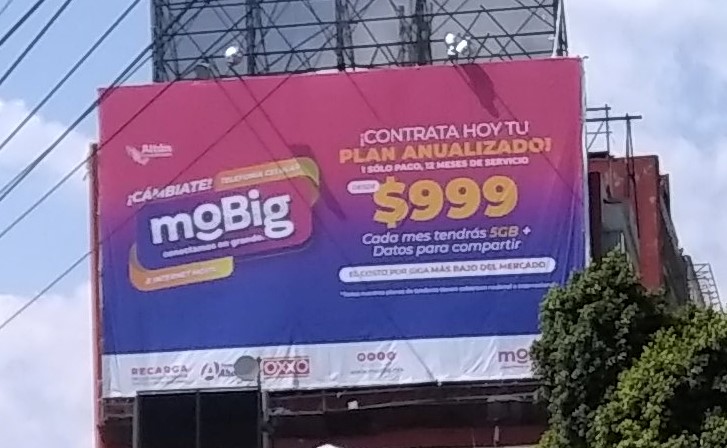 Altán
¡CÁMBIATE!
TELEFONÍA CELULAR
moBig
conectamos en grande.
E INTERNET MÓVIL
¡CONTRATA HOY TU
PLAN ANUALIZADO!
1 SÓLO PAGO, 12 MESES DE SERVICIO
DESDE
$999
Cada mes tendrás 5GB +
Datos para compartir
EL COSTO POR GIGA MÁS BAJO DEL MERCADO
RECARGA
OXXO